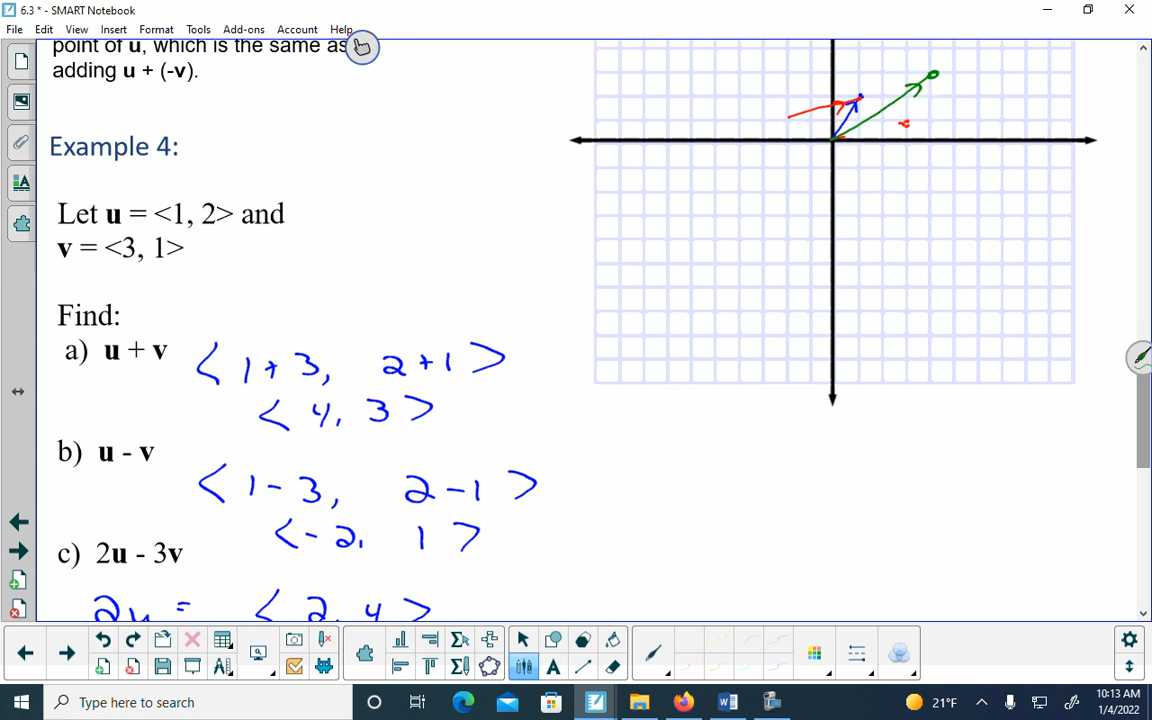 6.3 * - SMART Notebook
File Edit View Insert Format Tools Add-ons Account Help
point of u, which is the same as
adding u + (-v).
Example 4:
Let u = <1, 2> and
v = <3, 1>
Find:
a) u + v < 1 + 3, 2 + 1 >
< 4, 3 >
b) u - v < 1 - 3, 2 - 1 >
< -2, 1 >
c) 2u - 3v
2u = < 2, 4 >
Type here to search
21°F
10:13 AM
1/4/2022